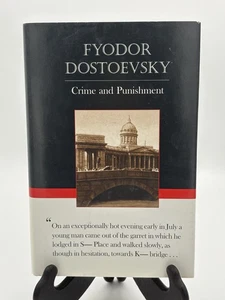 FYODOR
DOSTOEVSKY
Crime and Punishment
“On an exceptionally hot evening early in July a
young man came out of the garret in which he
lodged in S— Place and walked slowly, as
though in hesitation, towards K— bridge . . .